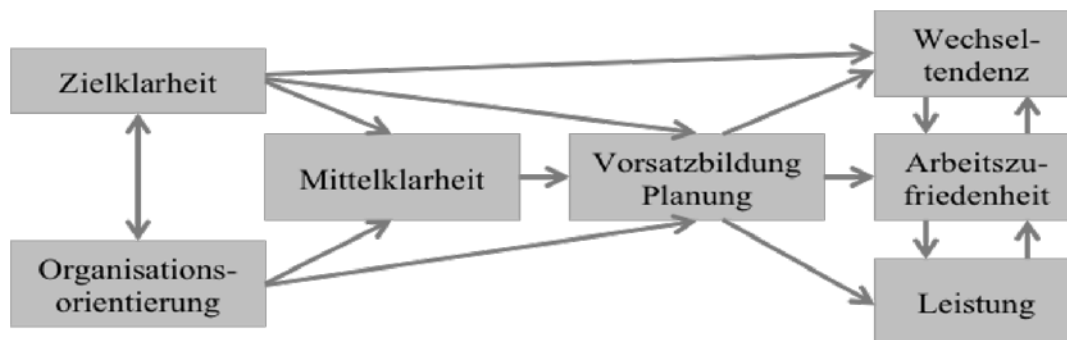 Zielklarheit
Organisations-
orientierung
Mittelklarheit
Vorsatzbildung
Planung
Wechsel-
tendenz
Arbeitszu-
friedenheit
Leistung